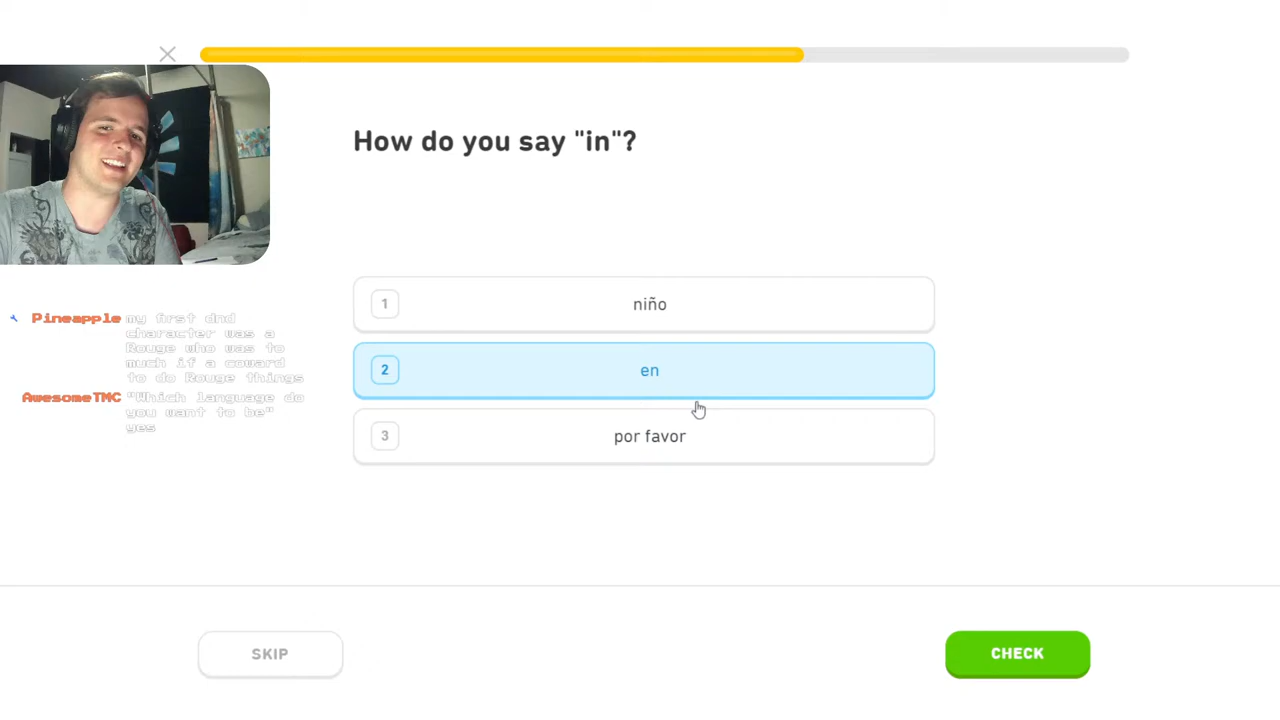 How do you say "in"?
1 niño
2 en
3 por favor
Pineapple my first dnd
character was a
Rouge who was to
much if a coward
to do Rouge things
AwesomeTMC "Which language do
you want to be"
yes
SKIP
CHECK